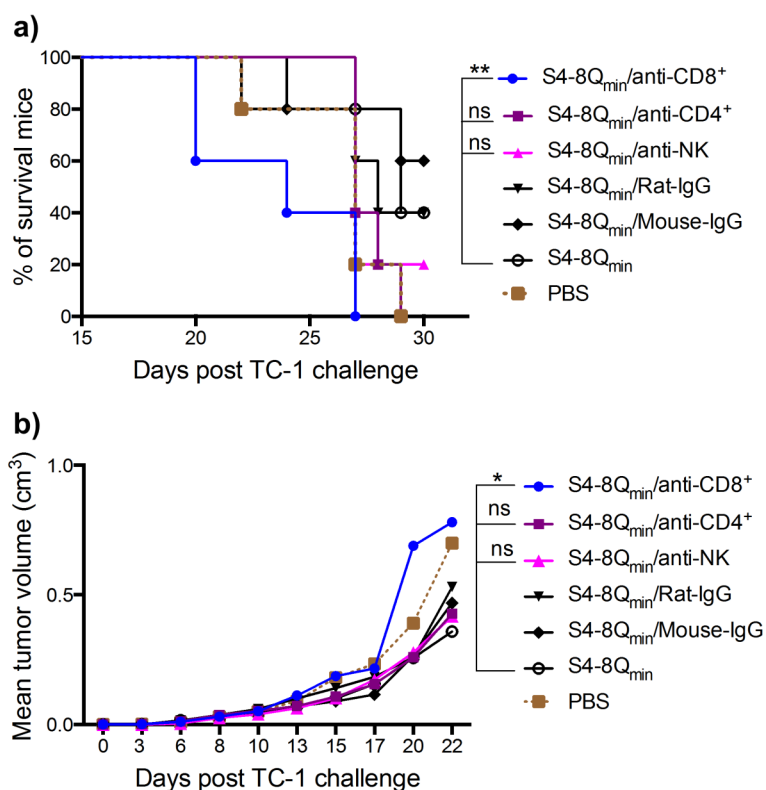 a)
% of survival mice
100
80
60
40
20
0
15 20 25 30
Days post TC-1 challenge
** S4-8Qmin/anti-CD8+
ns S4-8Qmin/anti-CD4+
ns S4-8Qmin/anti-NK
S4-8Qmin/Rat-IgG
S4-8Qmin/Mouse-IgG
S4-8Qmin
PBS
b)
Mean tumor volume (cm3)
1.0
0.5
0.0
0 3 6 8 10 13 15 17 20 22
Days post TC-1 challenge
* S4-8Qmin/anti-CD8+
ns S4-8Qmin/anti-CD4+
ns S4-8Qmin/anti-NK
S4-8Qmin/Rat-IgG
S4-8Qmin/Mouse-IgG
S4-8Qmin
PBS